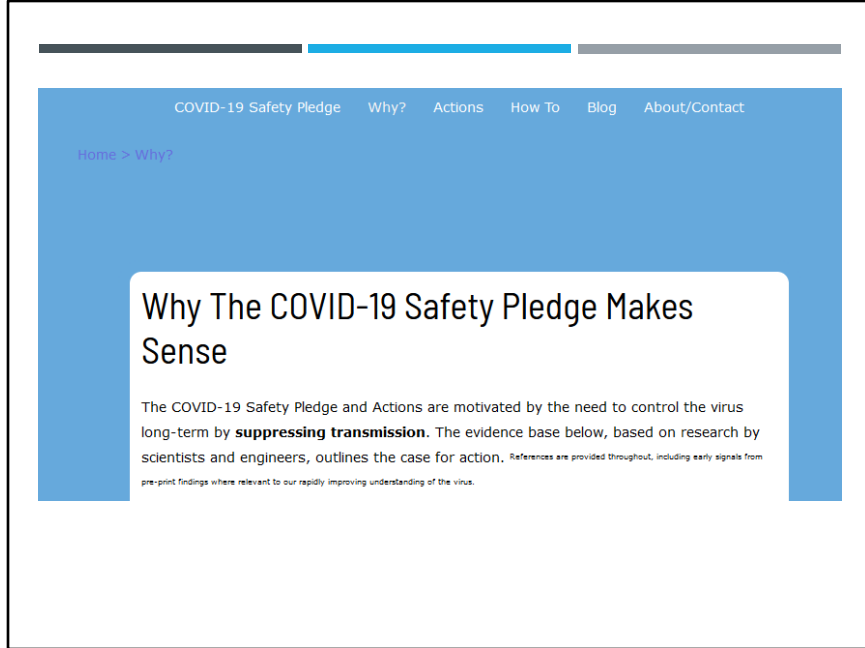 COVID-19 Safety Pledge Why? Actions How To Blog About/Contact
Home > Why?
Why The COVID-19 Safety Pledge Makes
Sense
The COVID-19 Safety Pledge and Actions are motivated by the need to control the virus
long-term by suppressing transmission. The evidence base below, based on research by
scientists and engineers, outlines the case for action. References are provided throughout, including early signals from
pre-print findings where relevant to our rapidly improving understanding of the virus.